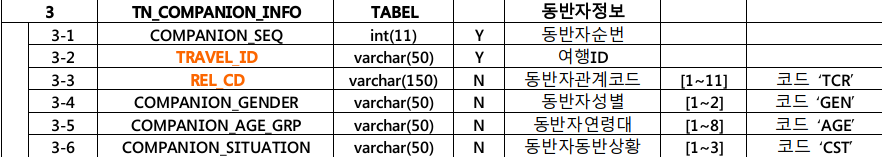 3 TN_COMPANION_INFO TABEL 동반자정보
3-1 COMPANION_SEQ int(11) Y 동반자순번
3-2 TRAVEL_ID varchar(50) Y 여행ID
3-3 REL_CD varchar(150) N 동반자관계코드 [1~11] 코드 ‘TCR’
3-4 COMPANION_GENDER varchar(50) N 동반자성별 [1~2] 코드 ‘GEN’
3-5 COMPANION_AGE_GRP varchar(50) N 동반자연령대 [1~8] 코드 ‘AGE’
3-6 COMPANION_SITUATION varchar(50) N 동반자동반상황 [1~3] 코드 ‘CST’